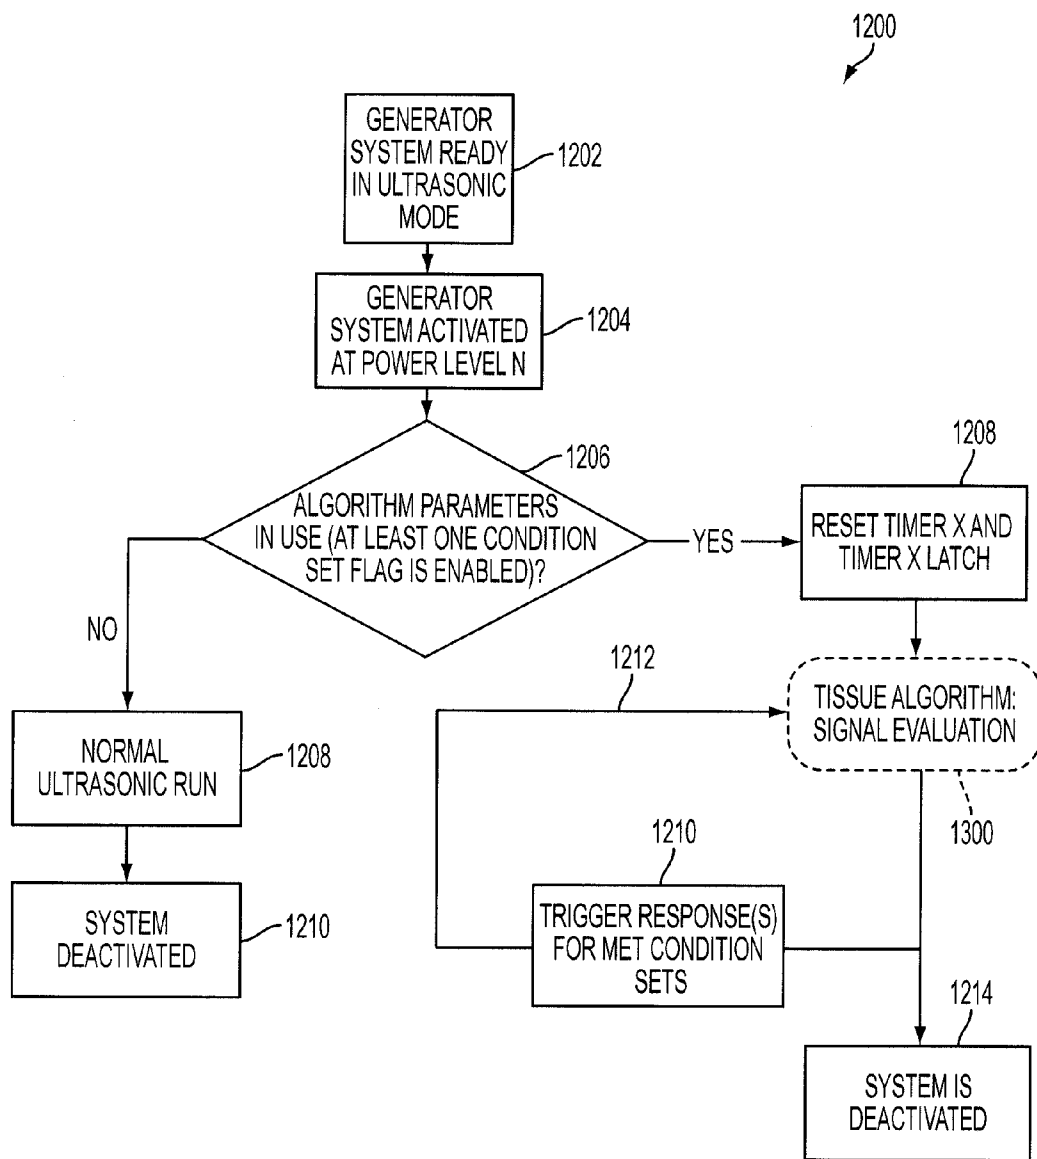 1200
GENERATOR
SYSTEM READY
IN ULTRASONIC
MODE
1202
GENERATOR
SYSTEM ACTIVATED
AT POWER LEVEL N
1204
1206
ALGORITHM PARAMETERS
IN USE (AT LEAST ONE CONDITION
SET FLAG IS ENABLED)?
YES
1208
RESET TIMER X AND
TIMER X LATCH
NO
1212
TISSUE ALGORITHM:
SIGNAL EVALUATION
1300
NORMAL
ULTRASONIC RUN
1208
1210
TRIGGER RESPONSE(S)
FOR MET CONDITION
SETS
SYSTEM
DEACTIVATED
1210
1214
SYSTEM IS
DEACTIVATED